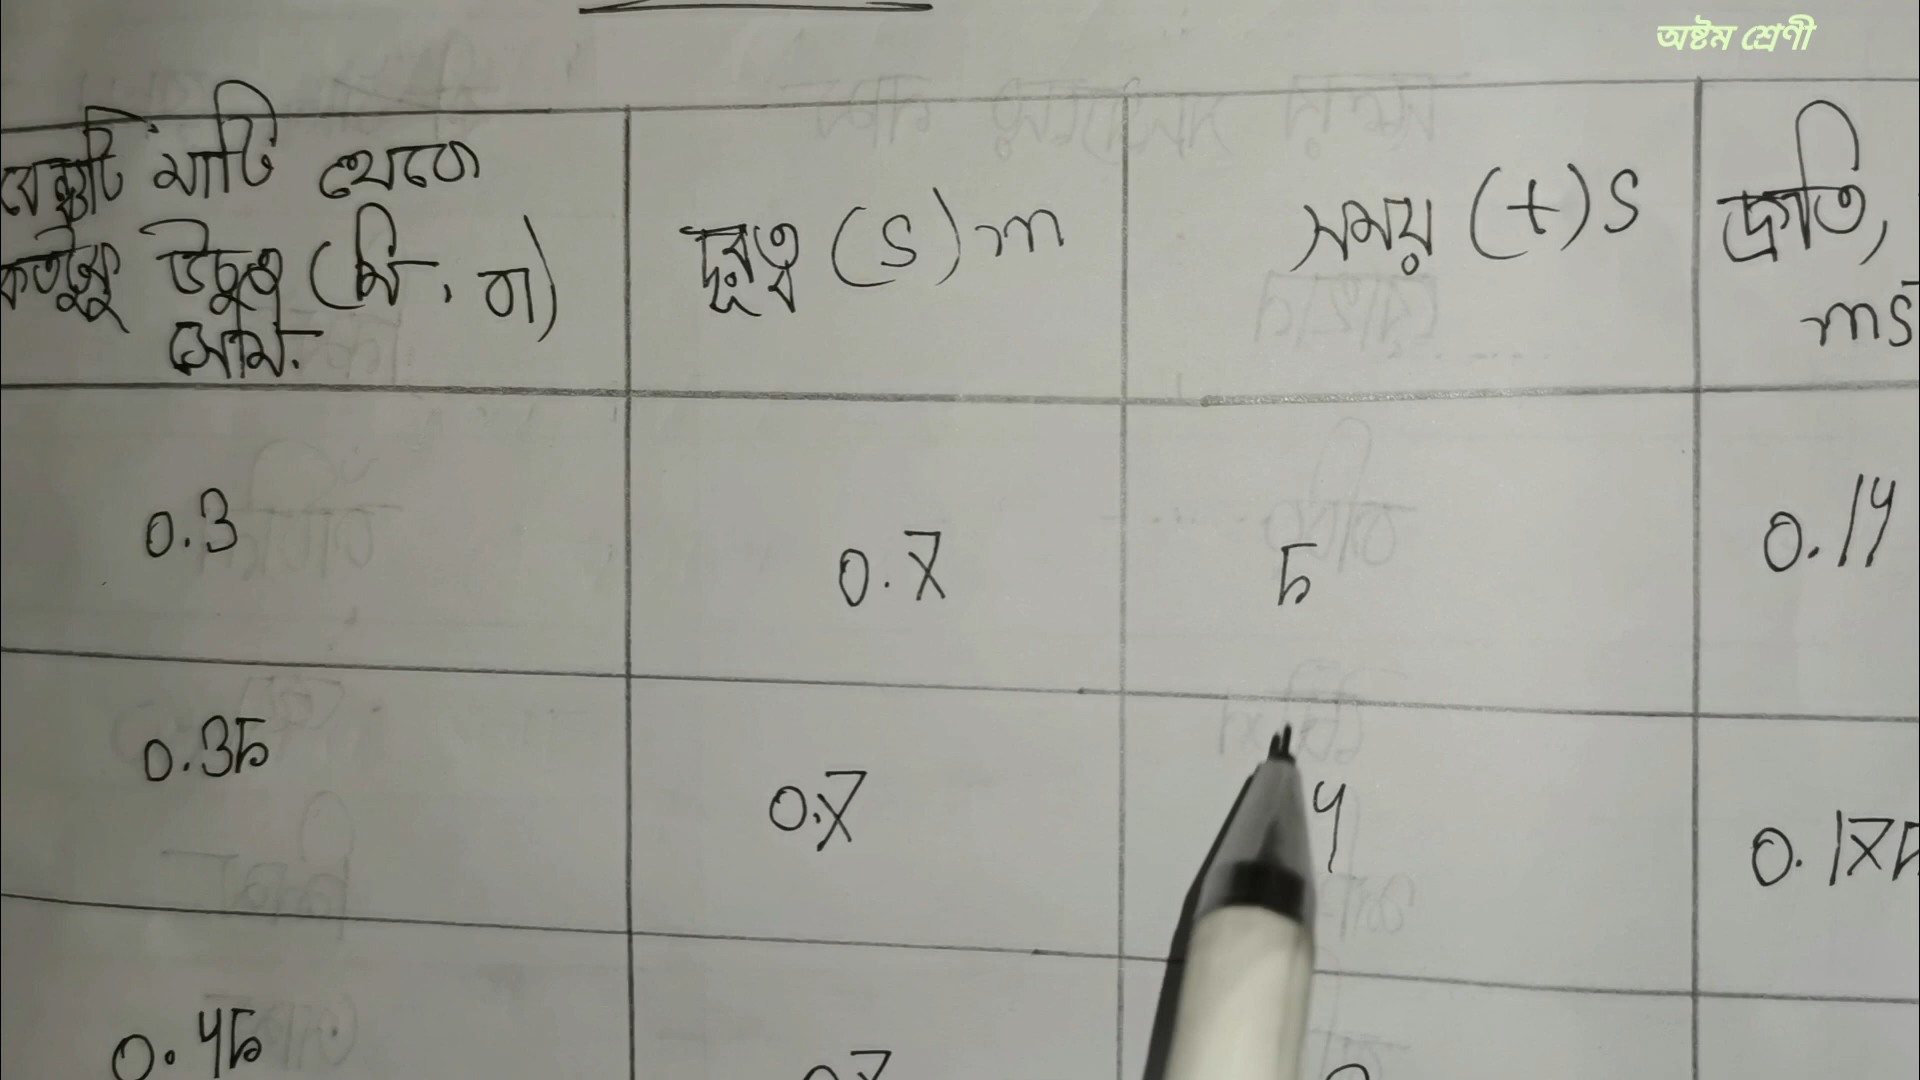 অষ্টম শ্রেণী
মাটি থেকে
কতটুকু উচুতে (মি. বা)
সেমি.
দূরত্ব (s) m
সময় (t) s
দ্রুতি,
ms
0.3
0.7
5
0.14
0.35
0.7
4
0.175
0.45